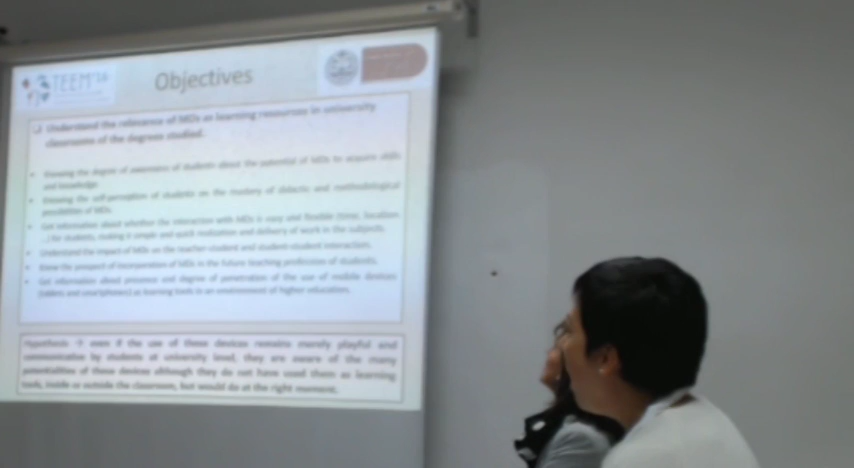 TEEM'16
Objectives
Understand the relevance of MDs as learning resources in university
classrooms of the degrees studied.
Knowing the degree of awareness of students about the potential of MDs to acquire skills
and knowledge.
Knowing the self-perception of students on the mastery of didactic and methodological
possibilities of MDs.
Get information about whether the interaction with MDs is easy and flexible (time, location
...) for students, making it simple and quick realization and delivery of work in the subjects.
Understand the impact of MDs on the teacher-student and student-student interaction.
Know the prospect of incorporation of MDs in the future teaching profession of students.
Get information about presence and degree of penetration of the use of mobile devices
(tablets and smartphones) as learning tools in an environment of higher education.
Hypothesis → even if the use of these devices remains merely playful and
communicative by students at university level, they are aware of the many
potentialities of these devices although they do not have used them as learning
tools, inside or outside the classroom, but would do at the right moment.